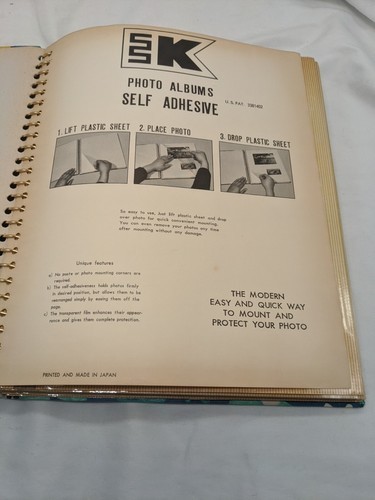 SSK
PHOTO ALBUMS
SELF ADHESIVE
U.S. PAT.
1. LIFT PLASTIC SHEET
2. PLACE PHOTO
3. DROP PLASTIC SHEET
So easy to use. Just lift plastic sheet and drop
over photo for quick convenient mounting.
You can even remove your photos any time
after mounting without any damage.
Unique features
a) No paste or photo mounting corners are
required.
b) The self-adhesiveness holds photos firmly
in desired position, but allows them to be
rearranged simply by easing them off the
page.
c) The transparent film enhances their appear
ance and gives them complete protection.
THE MODERN
EASY AND QUICK WAY
TO MOUNT AND
PROTECT YOUR PHOTO
PRINTED AND MADE IN JAPAN